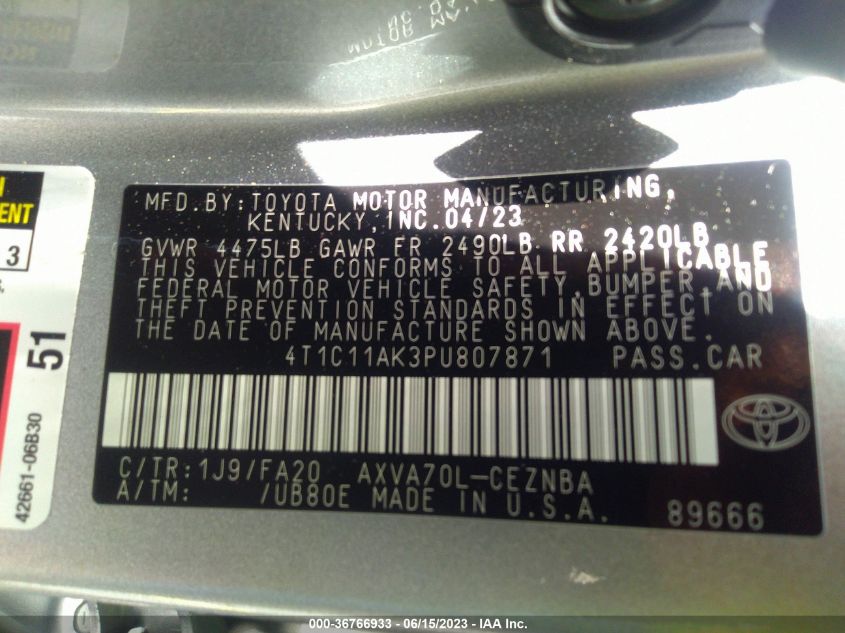 MFD. BY: TOYOTA MOTOR MANUFACTURING,
KENTUCKY, INC. 04/23
GVWR 4475LB GAWR FR 2490LB RR 2420LB
THIS VEHICLE CONFORMS TO ALL APPLICABLE
FEDERAL MOTOR VEHICLE SAFETY, BUMPER, AND
THEFT PREVENTION STANDARDS IN EFFECT ON
THE DATE OF MANUFACTURE SHOWN ABOVE.
4T1C11AK3PU807871 PASS. CAR
C/TR: 1J9/FA20 AXVA70L-CEZNBA
A/TM: /UB80E MADE IN U.S.A.
89666
3
51
42661-06B30
000-36766933 - 06/15/2023 - IAA Inc.